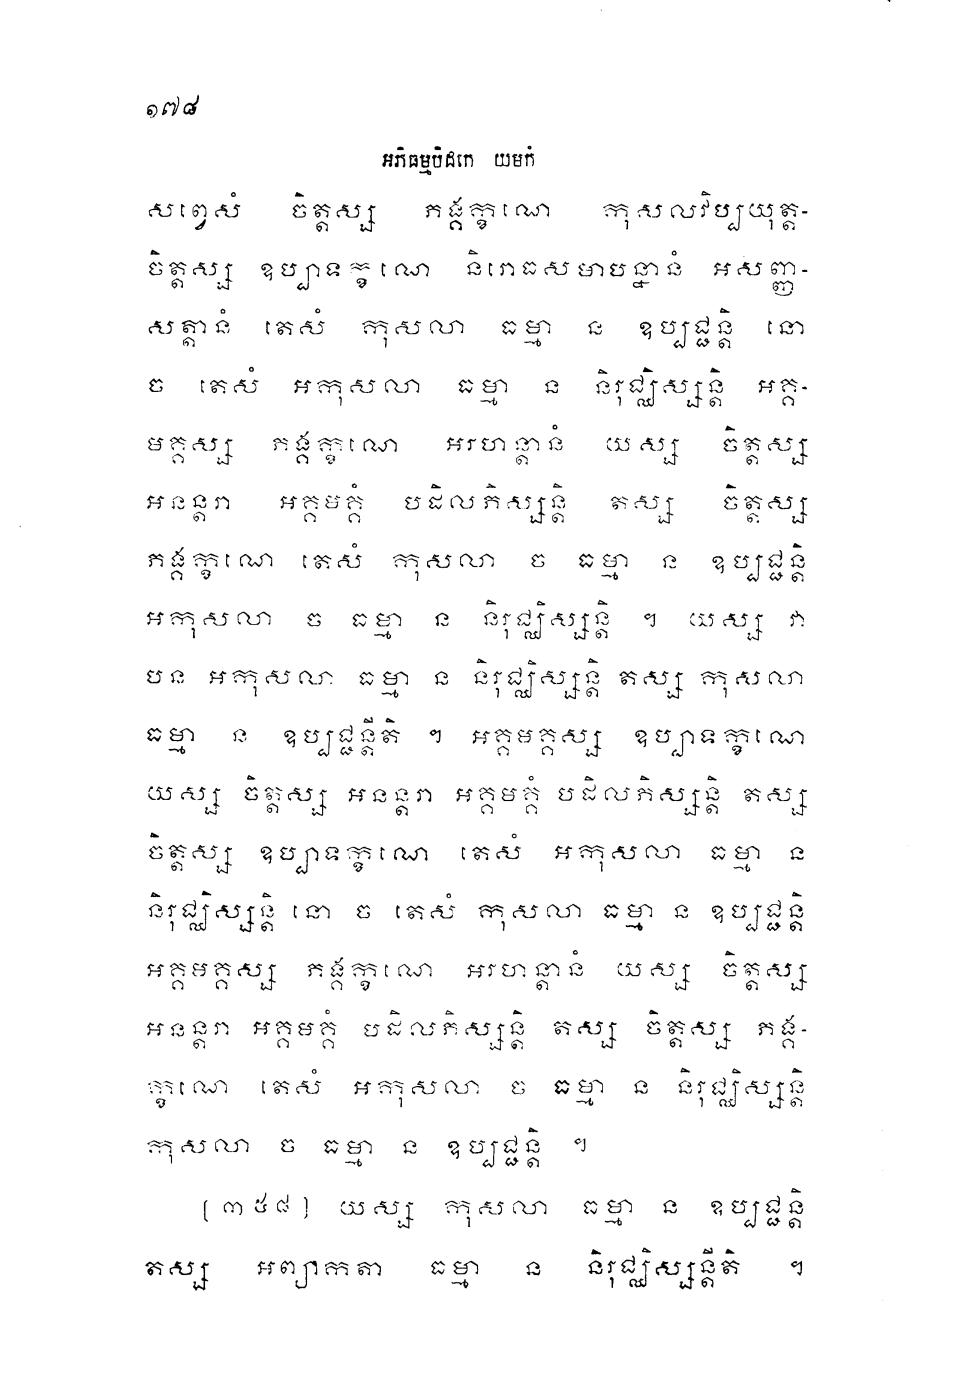 ១៧៨
អភិធម្មបិដកេ យមកំ
សព្វេសំ ចិត្តស្ស ភង្គក្ខណេ កុសលវិប្បយុត្ត-
ចិត្តស្ស ឧប្បាទក្ខណេ និរោធសមាបន្នានំ អសញ្ញ-
សត្តានំ តេសំ កុសលា ធម្មា ន ឧប្បជ្ជន្តិ នោ
ច តេសំ អកុសលា ធម្មា ន និរុជ្ឈិស្សន្តិ អគ្គ-
មគ្គស្ស ភង្គក្ខណេ អរហន្តានំ យស្ស ចិត្តស្ស
អនន្តរា អគ្គមគ្គំ បដិលភិស្សន្តិ តស្ស ចិត្តស្ស
ភង្គក្ខណេ តេសំ កុសលា ច ធម្មា ន ឧប្បជ្ជន្តិ
អកុសលា ច ធម្មា ន និរុជ្ឈិស្សន្តិ ។ យស្ស វា
បន អកុសលា ធម្មា ន និរុជ្ឈិស្សន្តិ តស្ស កុសលា
ធម្មា ន ឧប្បជ្ជន្តីតិ ។ អគ្គមគ្គស្ស ឧប្បាទក្ខណេ
យស្ស ចិត្តស្ស អនន្តរា អគ្គមគ្គំ បដិលភិស្សន្តិ តស្ស
ចិត្តស្ស ឧប្បាទក្ខណេ តេសំ អកុសលា ធម្មា ន
និរុជ្ឈិស្សន្តិ នោ ច តេសំ កុសលា ធម្មា ន ឧប្បជ្ជន្តិ
អគ្គមគ្គស្ស ភង្គក្ខណេ អរហន្តានំ យស្ស ចិត្តស្ស
អនន្តរា អគ្គមគ្គំ បដិលភិស្សន្តិ តស្ស ចិត្តស្ស ភង្គ-
ក្ខណេ តេសំ អកុសលា ច ធម្មា ន និរុជ្ឈិស្សន្តិ
កុសលា ច ធម្មា ន ឧប្បជ្ជន្តិ ។
[៣៥៨] យស្ស កុសលា ធម្មា ន ឧប្បជ្ជន្តិ
តស្ស អព្យាកតា ធម្មា ន និរុជ្ឈិស្សន្តីតិ ។